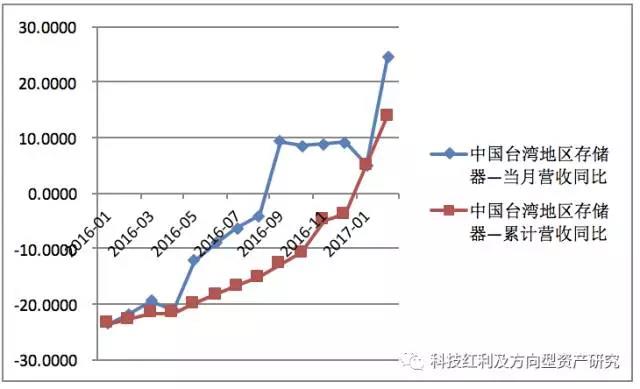 30.0000
20.0000
10.0000
0.0000
-10.0000
-20.0000
-30.0000
2016-01
2016-03
2016-05
2016-07
2016-09
2016-11
2017-01
中国台湾地区存储
器—当月营收同比
中国台湾地区存储
器—累计营收同比
科技红利及方向型资产研究